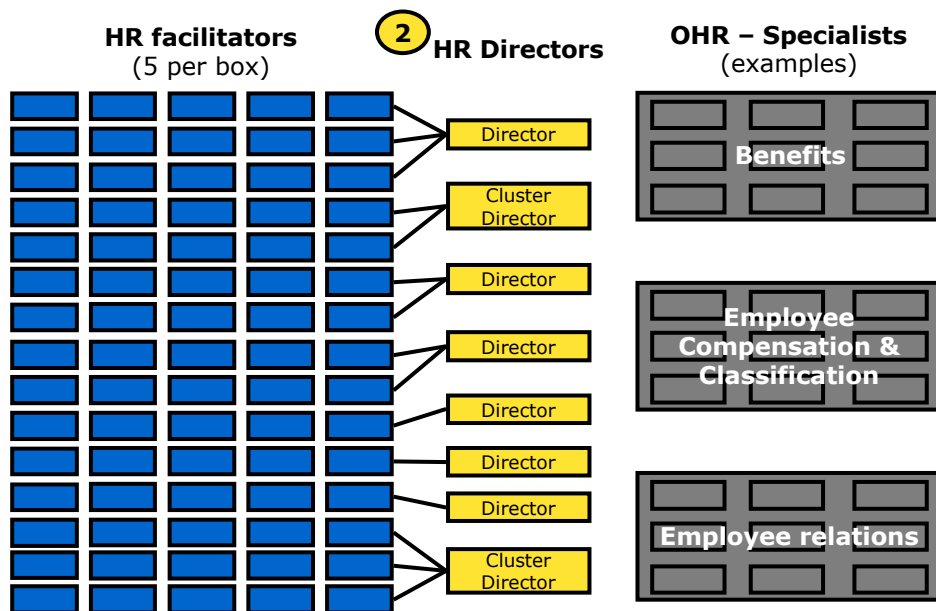 HR facilitators
(5 per box)
2
HR Directors
OHR – Specialists
(examples)
Director
Cluster
Director
Director
Director
Director
Director
Director
Cluster
Director
Benefits
Employee
Compensation &
Classification
Employee relations